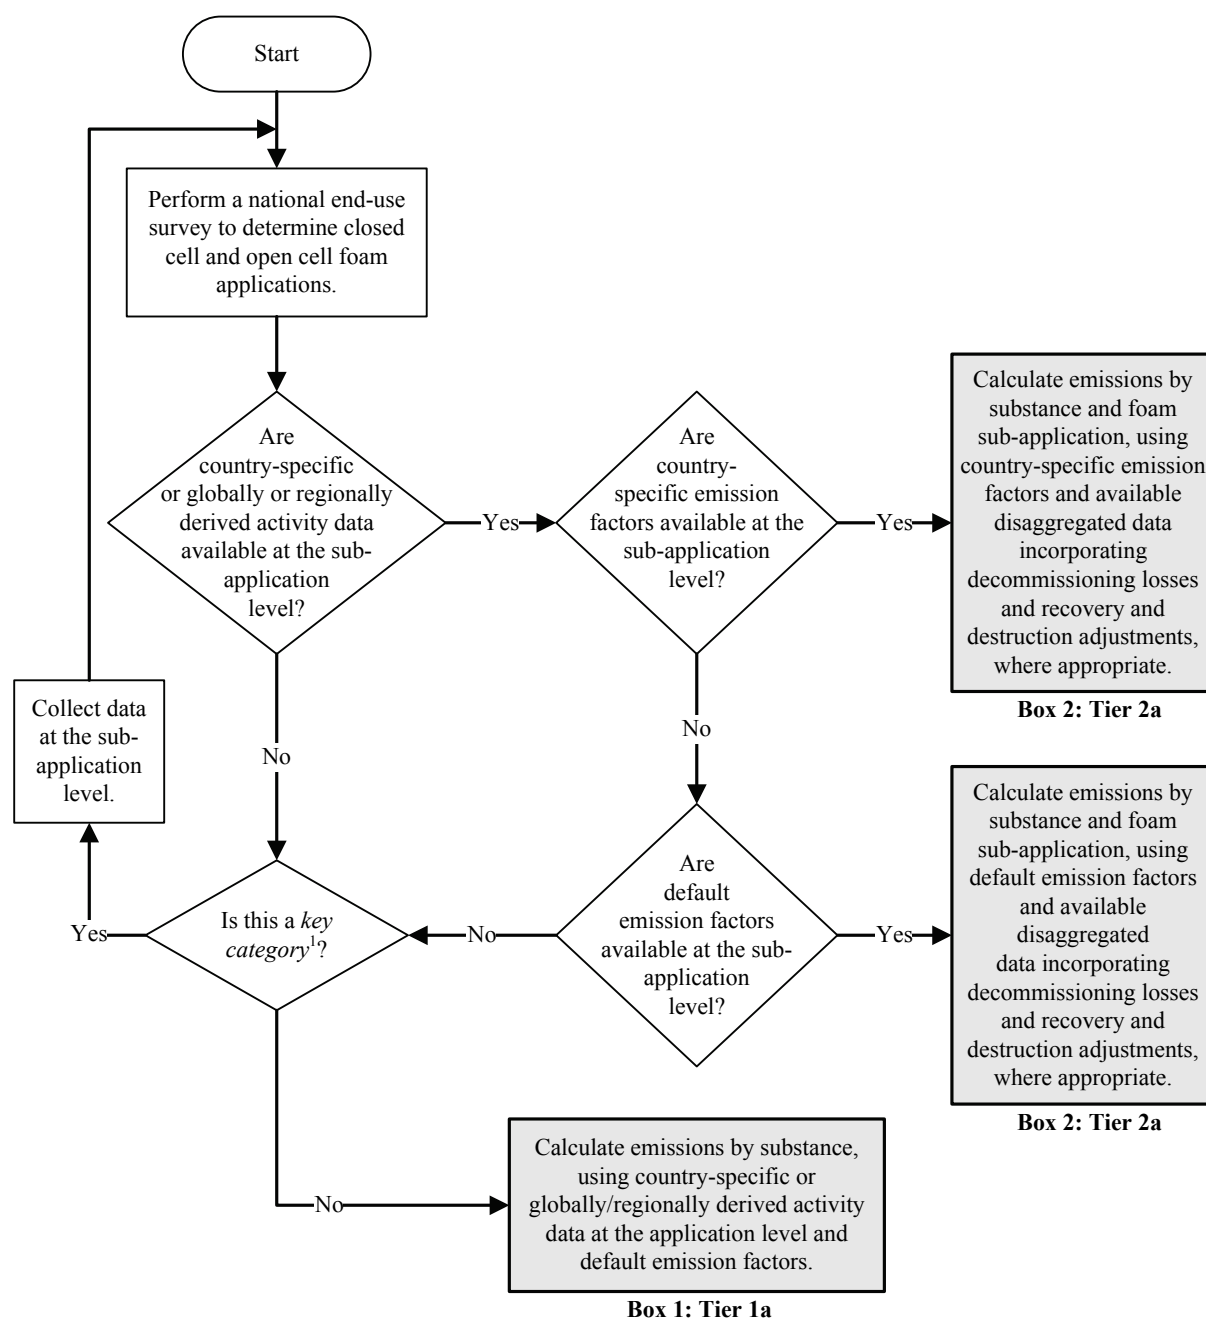 Start
Perform a national end-use
survey to determine closed
cell and open cell foam
applications.
Are
country-specific
or globally or regionally
derived activity data
available at the sub-
application
level?
Yes
Are
country-
specific emission
factors available at the
sub-application
level?
Yes
Calculate emissions by
substance and foam
sub-application, using
country-specific emission
factors and available
disaggregated data
incorporating
decommissioning losses
and recovery and
destruction adjustments,
where appropriate.
Box 2: Tier 2a
Collect data
at the sub-
application
level.
No
No
Is this a key
category¹?
Yes
No
Are
default
emission factors
available at the sub-
application
level?
Yes
Calculate emissions by
substance and foam
sub-application, using
default emission factors
and available
disaggregated
data incorporating
decommissioning losses
and recovery and
destruction adjustments,
where appropriate.
Box 2: Tier 2a
No
Calculate emissions by substance,
using country-specific or
globally/regionally derived activity
data at the application level and
default emission factors.
Box 1: Tier 1a